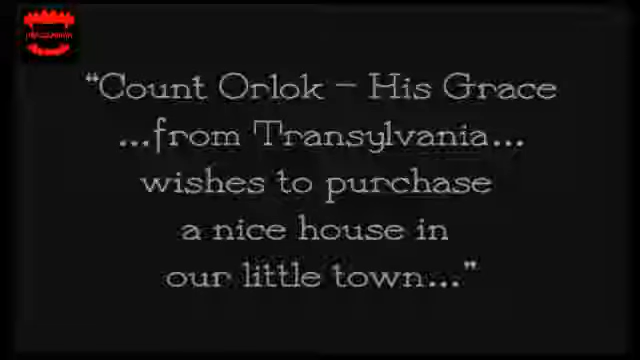 “Count Orlok – His Grace
...from Transylvania...
wishes to purchase
a nice house in
our little town...”